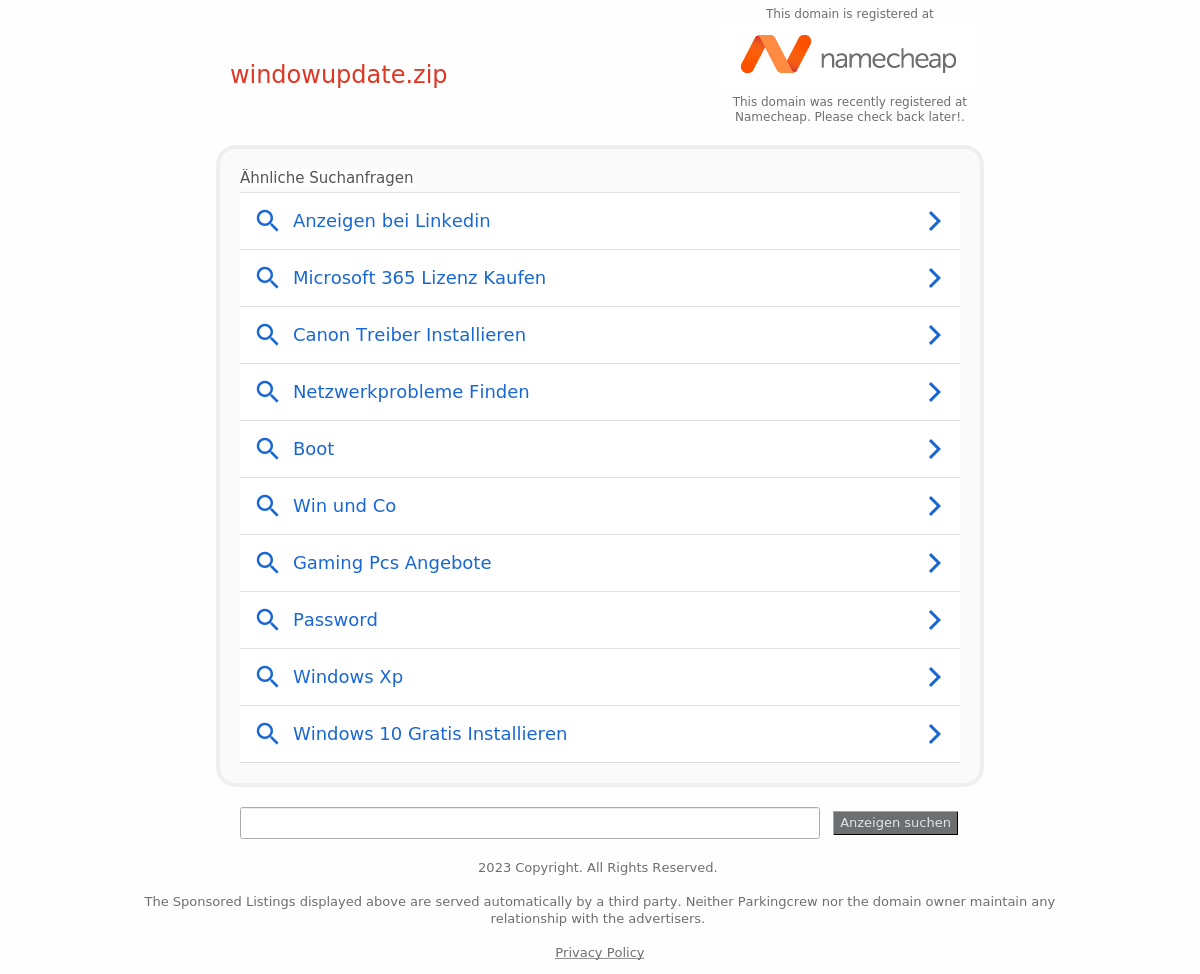 This domain is registered at
namecheap
windowupdate.zip
This domain was recently registered at
Namecheap. Please check back later!.
Ähnliche Suchanfragen
Anzeigen bei Linkedin
Microsoft 365 Lizenz Kaufen
Canon Treiber Installieren
Netzwerkprobleme Finden
Boot
Win und Co
Gaming Pcs Angebote
Password
Windows Xp
Windows 10 Gratis Installieren
Anzeigen suchen
2023 Copyright. All Rights Reserved.
The Sponsored Listings displayed above are served automatically by a third party. Neither Parkingcrew nor the domain owner maintain any
relationship with the advertisers.
Privacy Policy